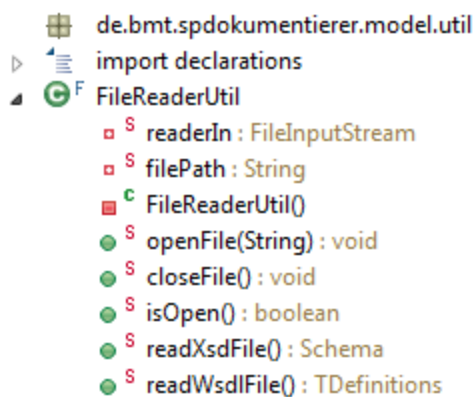 de.bmt.spdokumentierer.model.util
import declarations
C F FileReaderUtil
S readerIn : FileInputStream
S filePath : String
C FileReaderUtil()
S openFile(String) : void
S closeFile() : void
S isOpen() : boolean
S readXsdFile() : Schema
S readWsdlFile() : TDefinitions